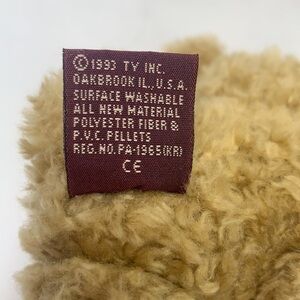 © 1993 TY INC.
OAKBROOK IL., U.S.A.
SURFACE WASHABLE
ALL NEW MATERIAL
POLYESTER FIBER &
P.V.C. PELLETS
REG. NO. PA-1965(KR)
CE